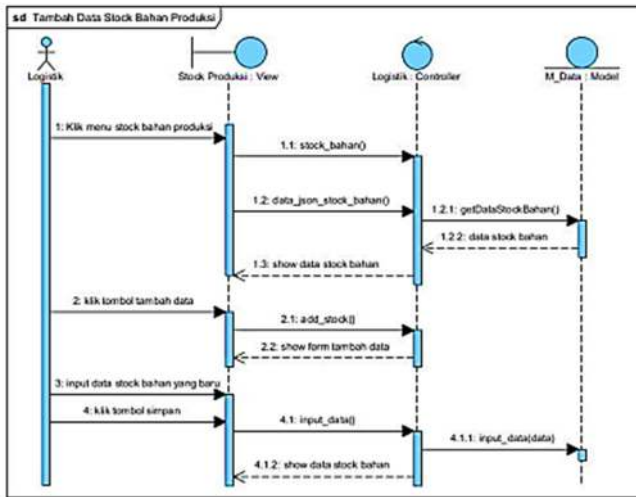 sd Tambah Data Stock Bahan Produksi
Logistik
Stock Produksi : View
Logistik : Controller
M_Data : Model
1: Klik menu stock bahan produksi
1.1: stock_bahan()
1.2: data_json_stock_bahan()
1.2.1: getDataStockBahan()
1.2.2: data stock bahan
1.3: show data stock bahan
2: klik tombol tambah data
2.1: add_stock()
2.2: show form tambah data
3: input data stock bahan yang baru
4: klik tombol simpan
4.1: input_data()
4.1.1: input_data(data)
4.1.2: show data stock bahan